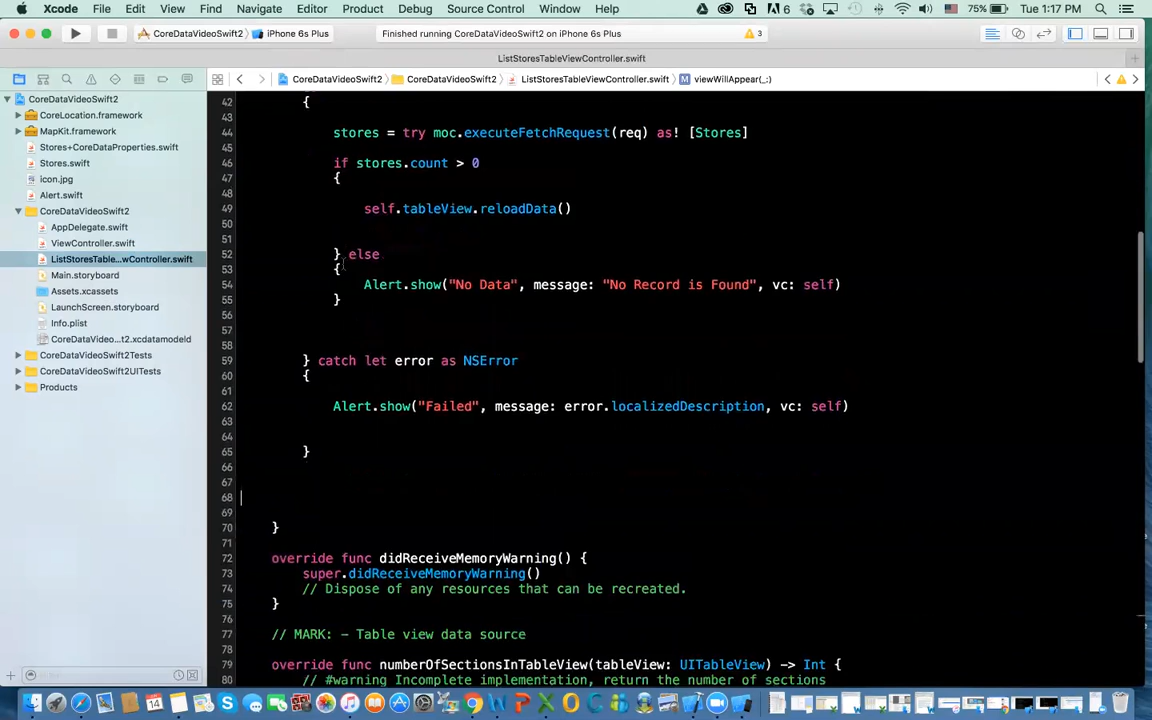 Xcode File Edit View Find Navigate Editor Product Debug Source Control Window Help 6 75% Tue 1:17 PM
CoreDataVideoSwift2 iPhone 6s Plus Finished running CoreDataVideoSwift2 on iPhone 6s Plus 3
ListStoresTableViewController.swift
CoreDataVideoSwift2 CoreDataVideoSwift2 ListStoresTableViewController.swift M viewWillAppear(_:)
CoreDataVideoSwift2
CoreLocation.framework
MapKit.framework
Stores+CoreDataProperties.swift
Stores.swift
icon.jpg
Alert.swift
CoreDataVideoSwift2
AppDelegate.swift
ViewController.swift
ListStoresTable...wController.swift
Main.storyboard
Assets.xcassets
LaunchScreen.storyboard
Info.plist
CoreDataVideo...t2.xcdatamodeld
CoreDataVideoSwift2Tests
CoreDataVideoSwift2UITests
Products
42 {
43
44 stores = try moc.executeFetchRequest(req) as! [Stores]
45
46 if stores.count > 0
47 {
48
49 self.tableView.reloadData()
50
51
52 } else
53 {
54 Alert.show("No Data", message: "No Record is Found", vc: self)
55 }
56
57
58
59 } catch let error as NSError
60 {
61
62 Alert.show("Failed", message: error.localizedDescription, vc: self)
63
64
65 }
66
67
68
69
70 }
71
72 override func didReceiveMemoryWarning() {
73 super.didReceiveMemoryWarning()
74 // Dispose of any resources that can be recreated.
75 }
76
77 // MARK: - Table view data source
78
79 override func numberOfSectionsInTableView(tableView: UITableView) -> Int {
80 // #warning Incomplete implementation, return the number of sections